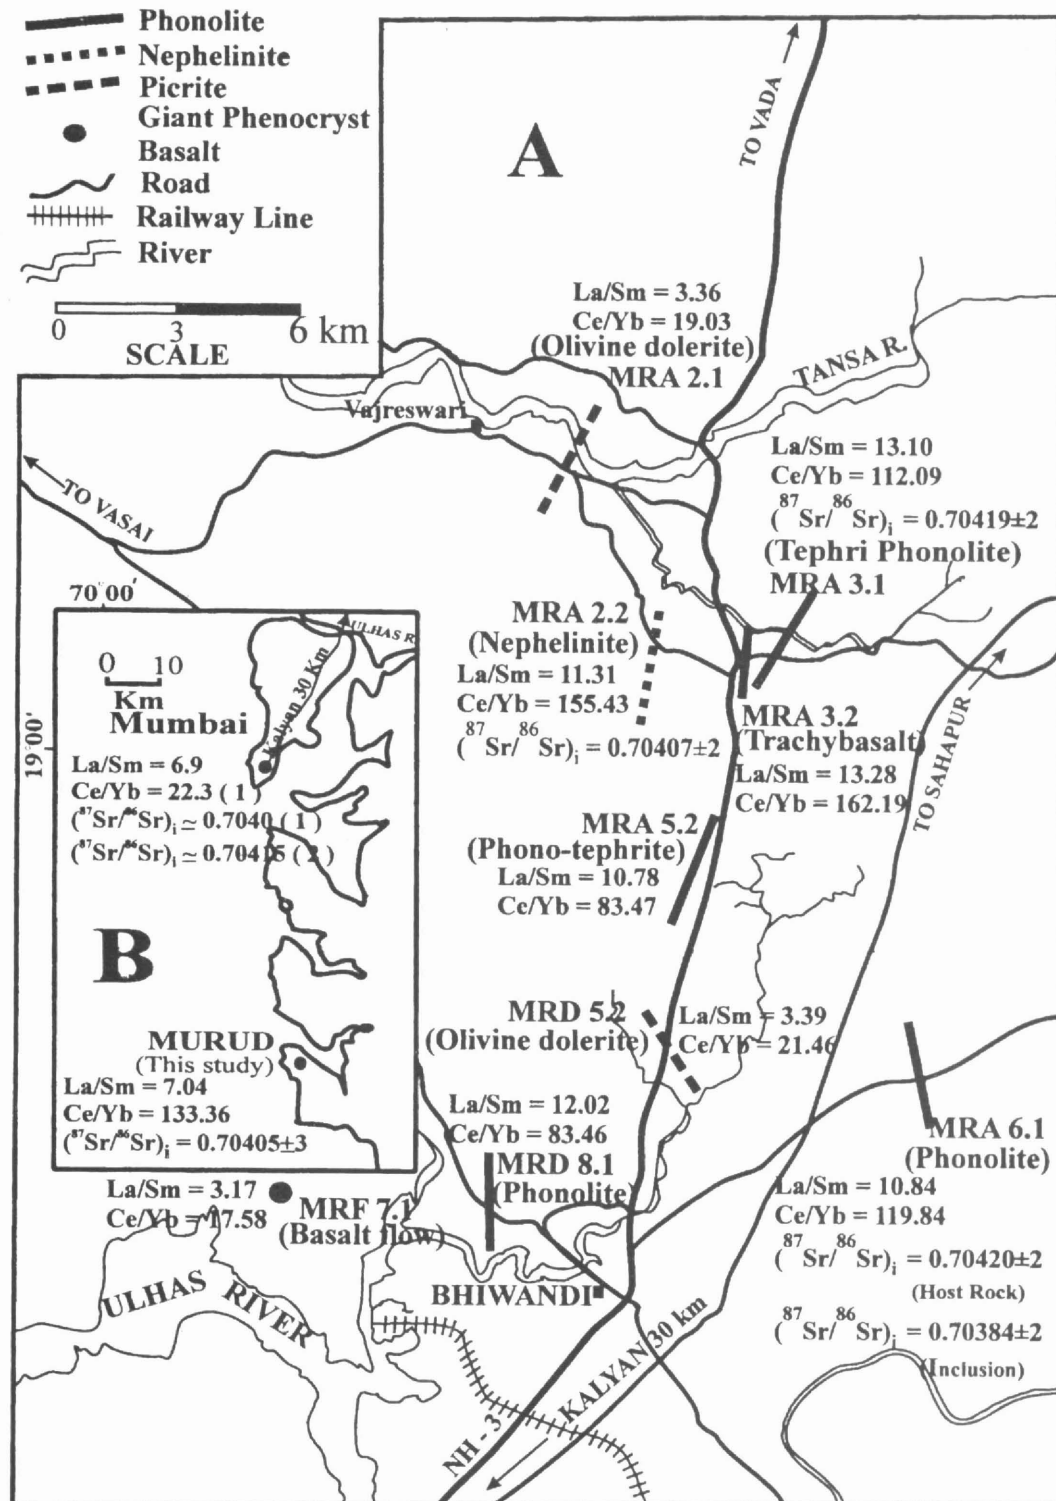 Phonolite
Nephelinite
Picrite
Giant Phenocryst
Basalt
Road
Railway Line
River
0 3 6 km
SCALE
A
TO VADA
La/Sm = 3.36
Ce/Yb = 19.03
(Olivine dolerite)
MRA 2.1
TANSA R.
Vajreswari
TO VASAI
La/Sm = 13.10
Ce/Yb = 112.09
(⁸⁷Sr/⁸⁶Sr)ᵢ = 0.70419±2
(Tephri Phonolite)
MRA 3.1
MRA 2.2
(Nephelinite)
La/Sm = 11.31
Ce/Yb = 155.43
(⁸⁷Sr/⁸⁶Sr)ᵢ = 0.70407±2
MRA 3.2
(Trachybasalt)
La/Sm = 13.28
Ce/Yb = 162.19
TO SAHAPUR
MRA 5.2
(Phono-tephrite)
La/Sm = 10.78
Ce/Yb = 83.47
70°00'
19°00'
ULHAS R.
0 10
Km
Kalyan 30 Km
Mumbai
La/Sm = 6.9
Ce/Yb = 22.3 ( 1 )
(⁸⁷Sr/⁸⁶Sr)ᵢ ≃ 0.7040 ( 1 )
(⁸⁷Sr/⁸⁶Sr)ᵢ ≃ 0.70415 ( 2 )
B
MURUD
(This study)
La/Sm = 7.04
Ce/Yb = 133.36
(⁸⁷Sr/⁸⁶Sr)ᵢ = 0.70405±3
MRD 5.2
(Olivine dolerite)
La/Sm = 3.39
Ce/Yb = 21.46
La/Sm = 12.02
Ce/Yb = 83.46
MRD 8.1
(Phonolite)
MRA 6.1
(Phonolite)
La/Sm = 10.84
Ce/Yb = 119.84
(⁸⁷Sr/⁸⁶Sr)ᵢ = 0.70420±2
(Host Rock)
(⁸⁷Sr/⁸⁶Sr)ᵢ = 0.70384±2
(Inclusion)
La/Sm = 3.17
Ce/Yb = 17.58
MRF 7.1
(Basalt flow)
ULHAS RIVER
BHIWANDI
NH - 3
KALYAN 30 km